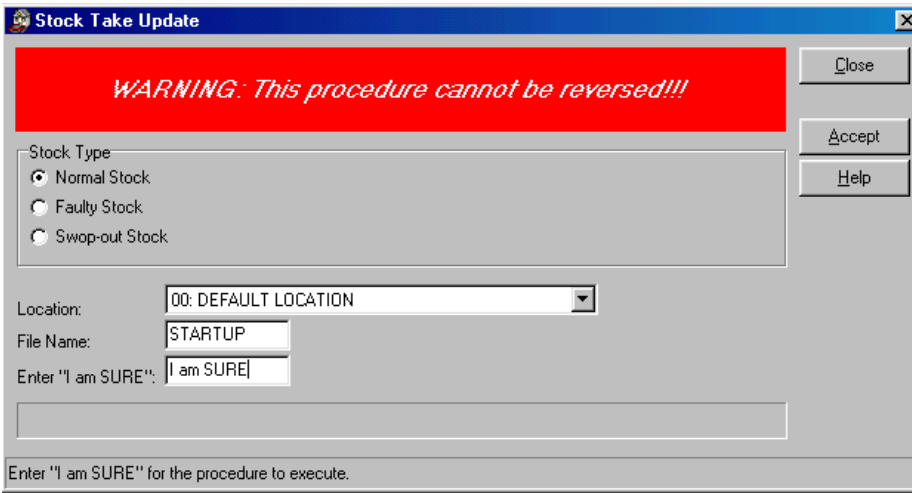 Stock Take Update
WARNING: This procedure cannot be reversed!!!
Close
Accept
Help
Stock Type
Normal Stock
Faulty Stock
Swop-out Stock
Location: 00: DEFAULT LOCATION
File Name: STARTUP
Enter "I am SURE": I am SURE
Enter "I am SURE" for the procedure to execute.